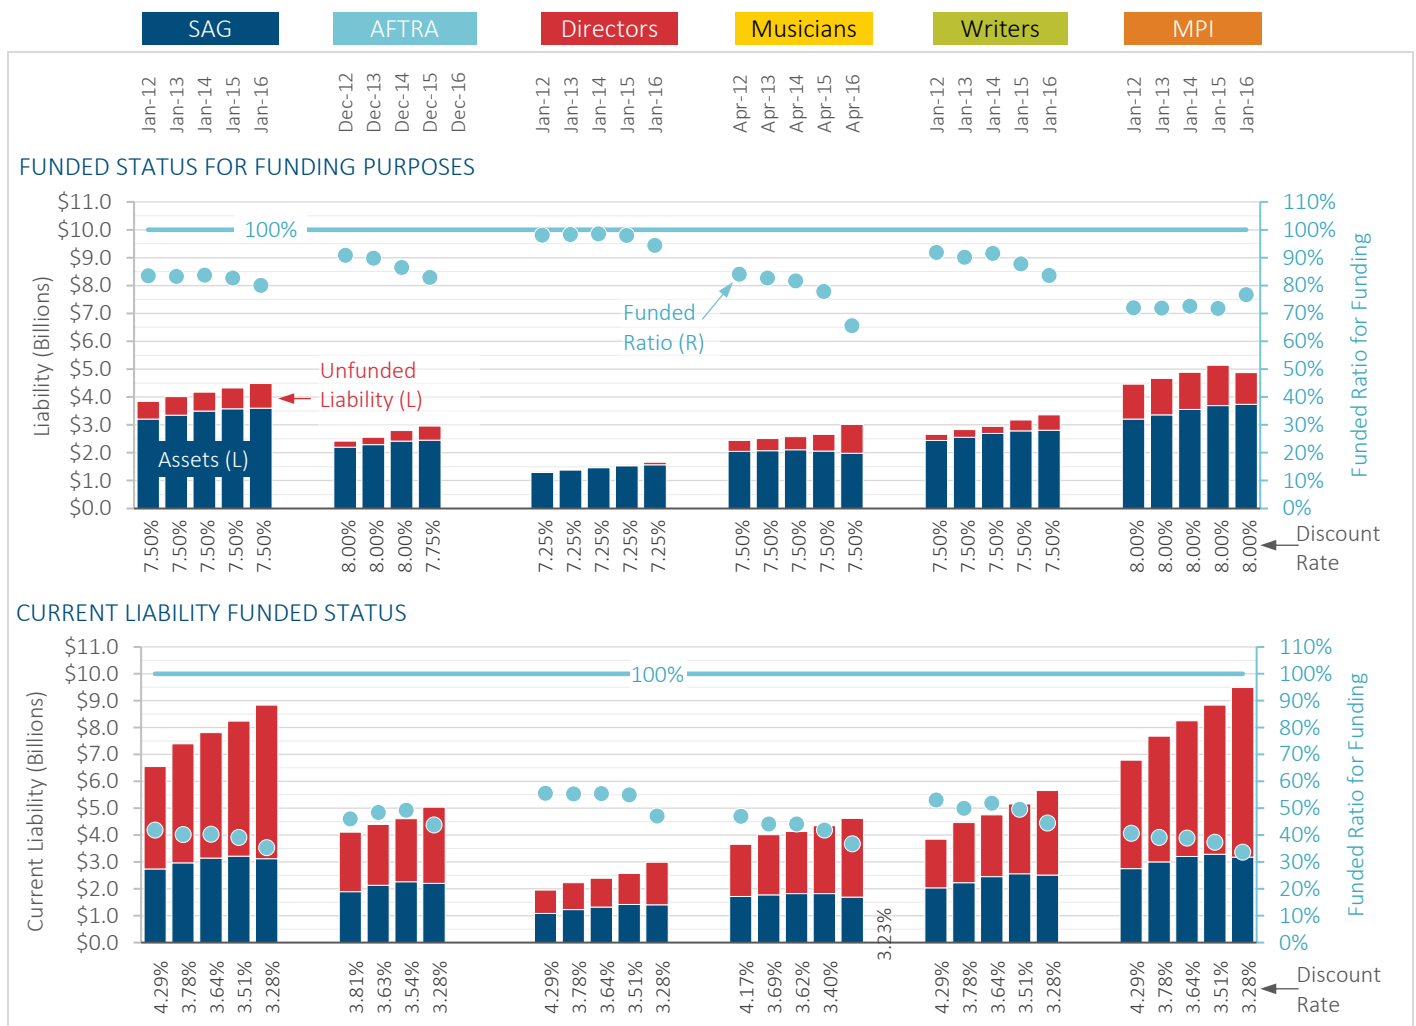 SAG AFTRA Directors Musicians Writers MPI
Jan-12 Jan-13 Jan-14 Jan-15 Jan-16 Dec-12 Dec-13 Dec-14 Dec-15 Dec-16 Jan-12 Jan-13 Jan-14 Jan-15 Jan-16 Apr-12 Apr-13 Apr-14 Apr-15 Apr-16 Jan-12 Jan-13 Jan-14 Jan-15 Jan-16 Jan-12 Jan-13 Jan-14 Jan-15 Jan-16
FUNDED STATUS FOR FUNDING PURPOSES
Liability (Billions)
$11.0
$10.0
$9.0
$8.0
$7.0
$6.0
$5.0
$4.0
$3.0
$2.0
$1.0
$0.0
100%
Funded
Ratio (R)
Unfunded
Liability (L)
Assets (L)
110%
100%
90%
80%
70%
60%
50%
40%
30%
20%
10%
0%
Funded Ratio for Funding
7.50% 7.50% 7.50% 7.50% 7.50% 8.00% 8.00% 8.00% 7.75% 7.25% 7.25% 7.25% 7.25% 7.25% 7.50% 7.50% 7.50% 7.50% 7.50% 7.50% 7.50% 7.50% 7.50% 7.50% 8.00% 8.00% 8.00% 8.00% 8.00%
Discount
Rate
CURRENT LIABILITY FUNDED STATUS
Current Liability (Billions)
$11.0
$10.0
$9.0
$8.0
$7.0
$6.0
$5.0
$4.0
$3.0
$2.0
$1.0
$0.0
100%
110%
100%
90%
80%
70%
60%
50%
40%
30%
20%
10%
0%
Funded Ratio for Funding
3.23%
4.29% 3.78% 3.64% 3.51% 3.28% 3.81% 3.63% 3.54% 3.28% 4.29% 3.78% 3.64% 3.51% 3.28% 4.17% 3.69% 3.62% 3.40% 4.29% 3.78% 3.64% 3.51% 3.28% 4.29% 3.78% 3.64% 3.51% 3.28%
Discount
Rate